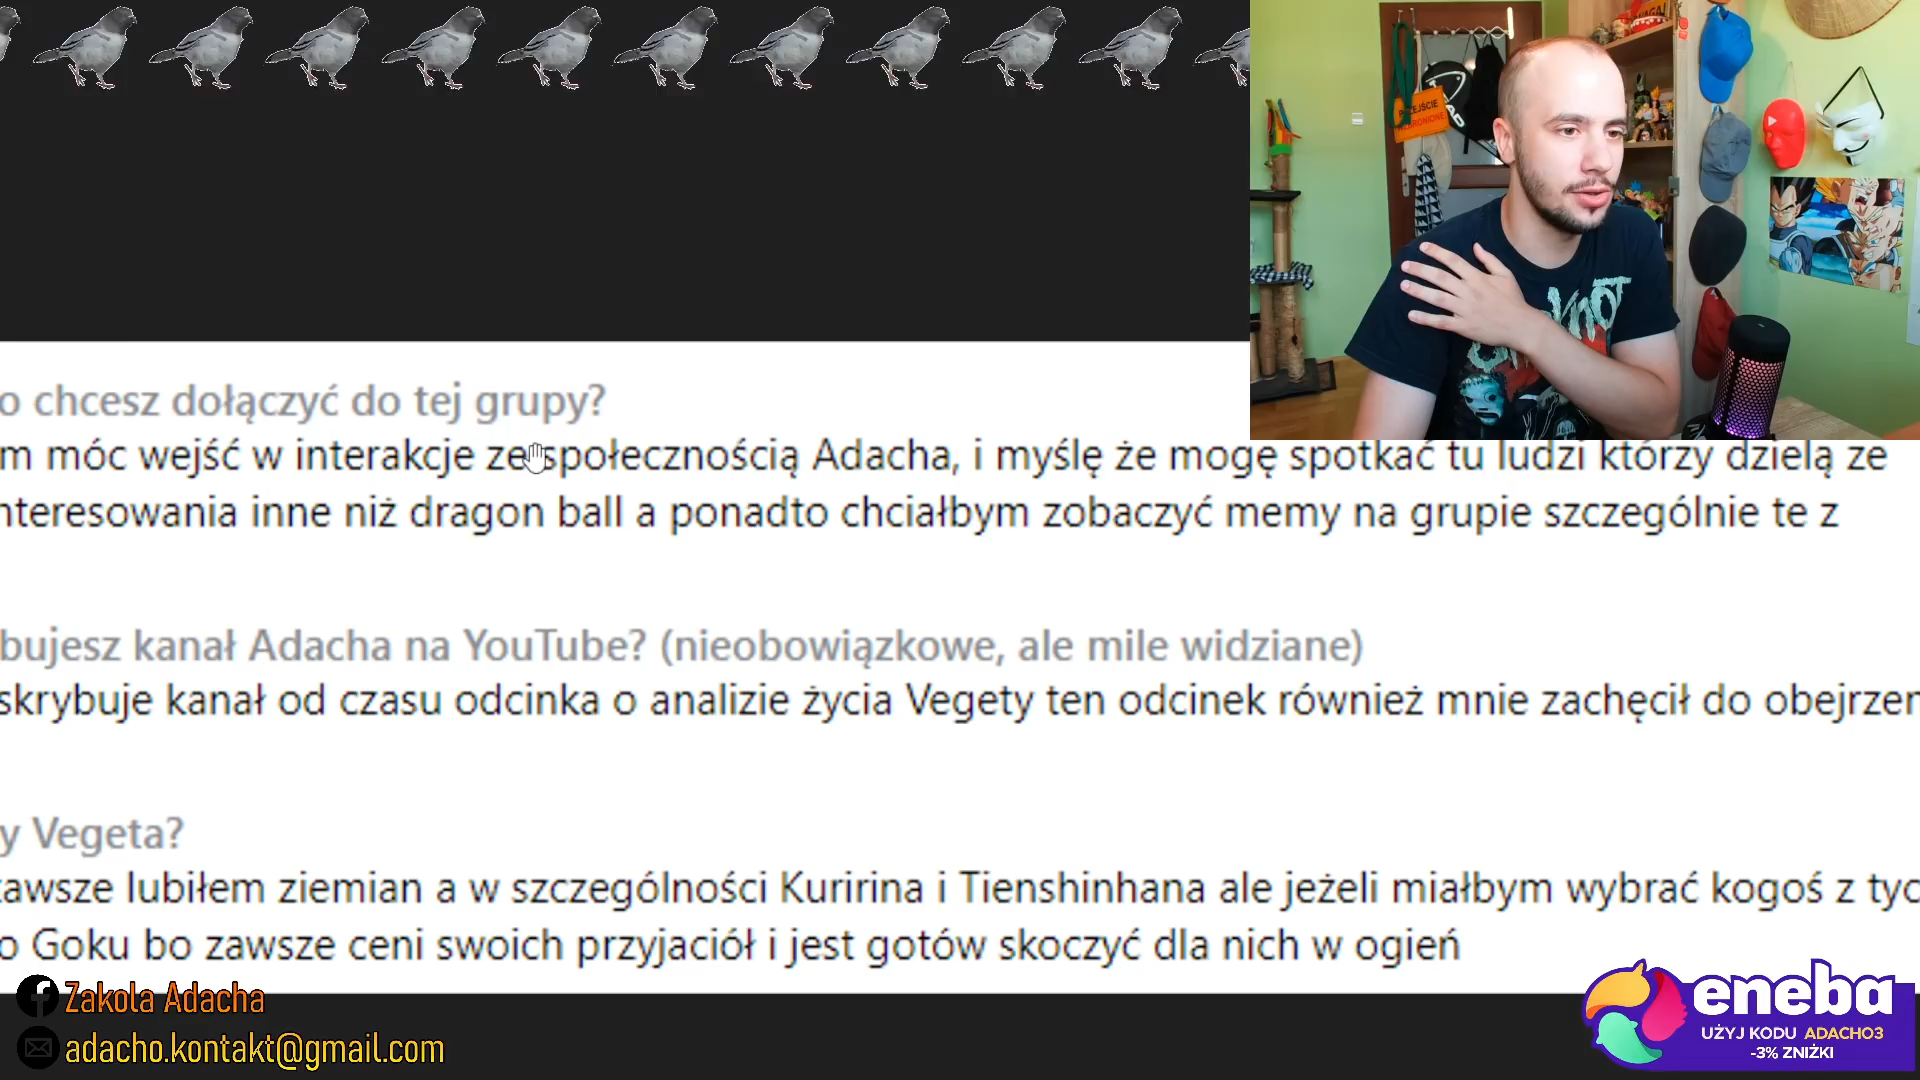 o chcesz dołączyć do tej grupy?
m móc wejść w interakcje ze społecznością Adacha, i myślę że mogę spotkać tu ludzi którzy dzielą ze
nteresowania inne niż dragon ball a ponadto chciałbym zobaczyć memy na grupie szczególnie te z
bujesz kanał Adacha na YouTube? (nieobowiązkowe, ale mile widziane)
skrybuje kanał od czasu odcinka o analizie życia Vegety ten odcinek również mnie zachęcił do obejrzen
y Vegeta?
zawsze lubiłem ziemian a w szczególności Kuririna i Tienshinhana ale jeżeli miałbym wybrać kogoś z tyc
o Goku bo zawsze ceni swoich przyjaciół i jest gotów skoczyć dla nich w ogień
Zakola Adacha
adacho.kontakt@gmail.com
eneba
UŻYJ KODU ADACHO3
-3% ZNIŻKI